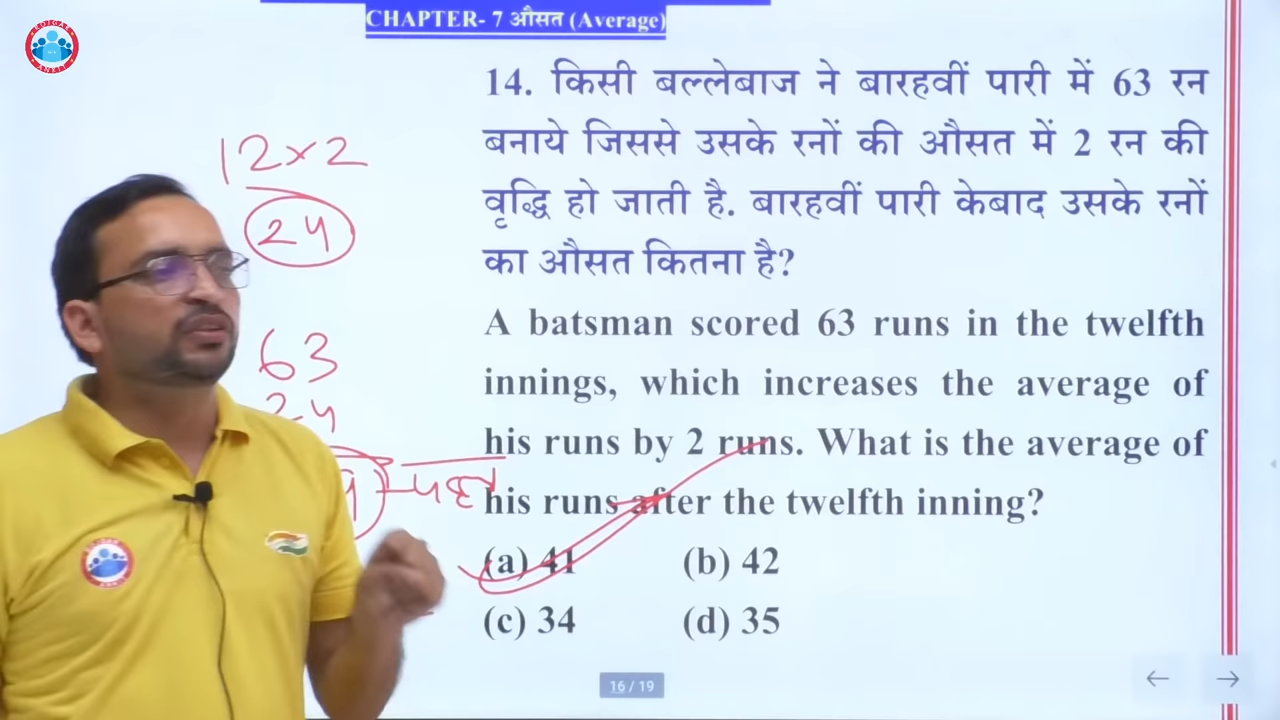 CHAPTER- 7 औसत (Average)
14. किसी बल्लेबाज ने बारहवीं पारी में 63 रन
बनाये जिससे उसके रनों की औसत में 2 रन की
वृद्धि हो जाती है. बारहवीं पारी केबाद उसके रनों
का औसत कितना है?
A batsman scored 63 runs in the twelfth
innings, which increases the average of
his runs by 2 runs. What is the average of
his runs after the twelfth inning?
(a) 41 (b) 42
(c) 34 (d) 35
12×2
24
63
24
16 / 19